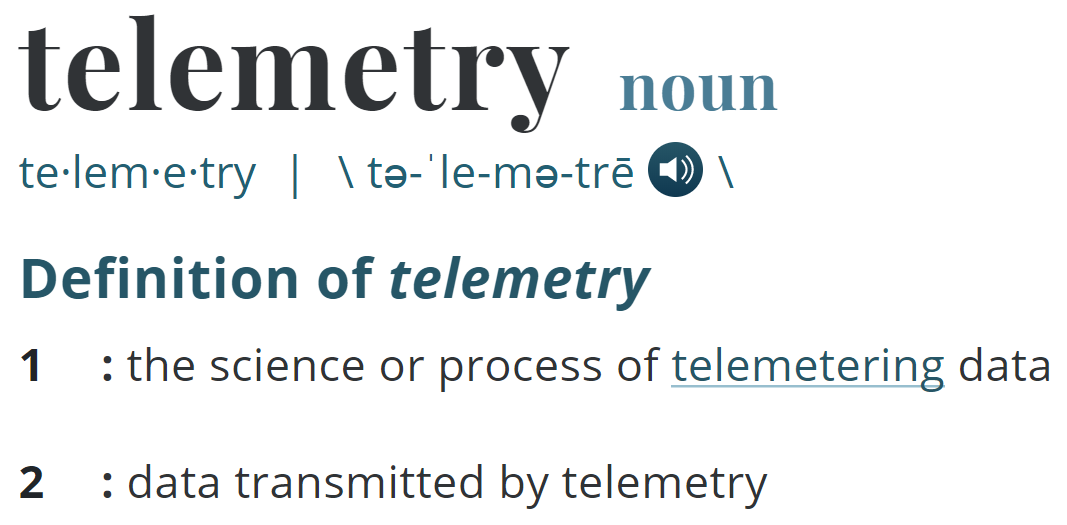 telemetry noun
te·lem·e·try | \ tə-ˈle-mə-trē \
Definition of telemetry
1 : the science or process of telemetering data
2 : data transmitted by telemetry